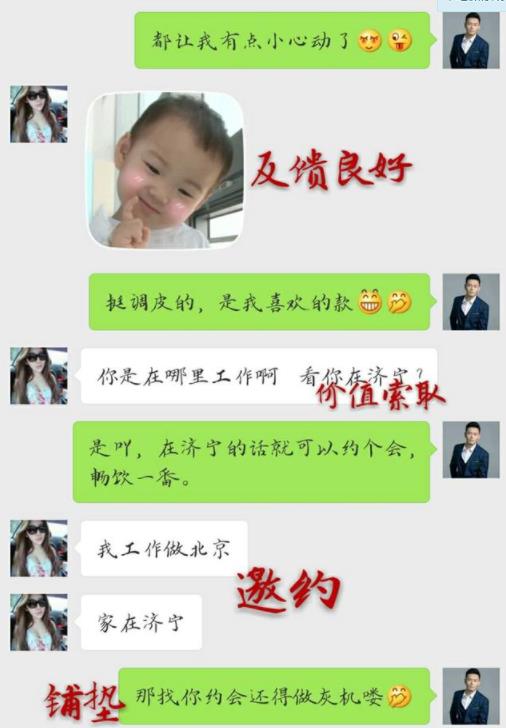 都让我有点小心动了
反馈良好
挺调皮的，是我喜欢的款
你是在哪里工作啊 看你在济宁？
价值索取
是吖，在济宁的话就可以约个会，
畅饮一番。
我工作做北京
邀约
家在济宁
铺垫
那找你约会还得做灰机喽